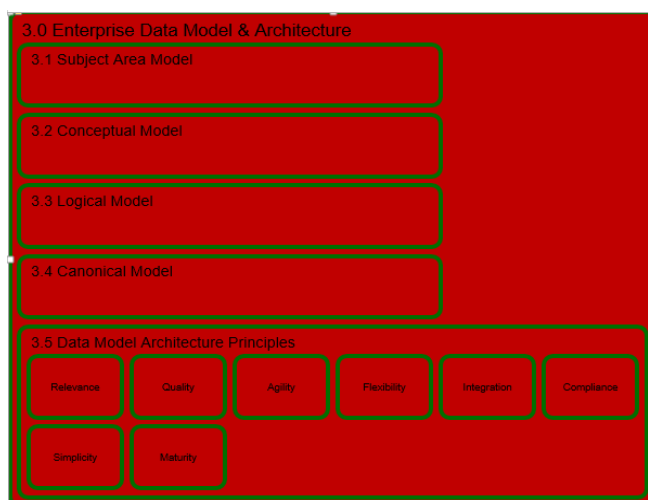 3.0 Enterprise Data Model & Architecture
3.1 Subject Area Model
3.2 Conceptual Model
3.3 Logical Model
3.4 Canonical Model
3.5 Data Model Architecture Principles
Relevance Quality Agility Flexibility Integration Compliance
Simplicity Maturity